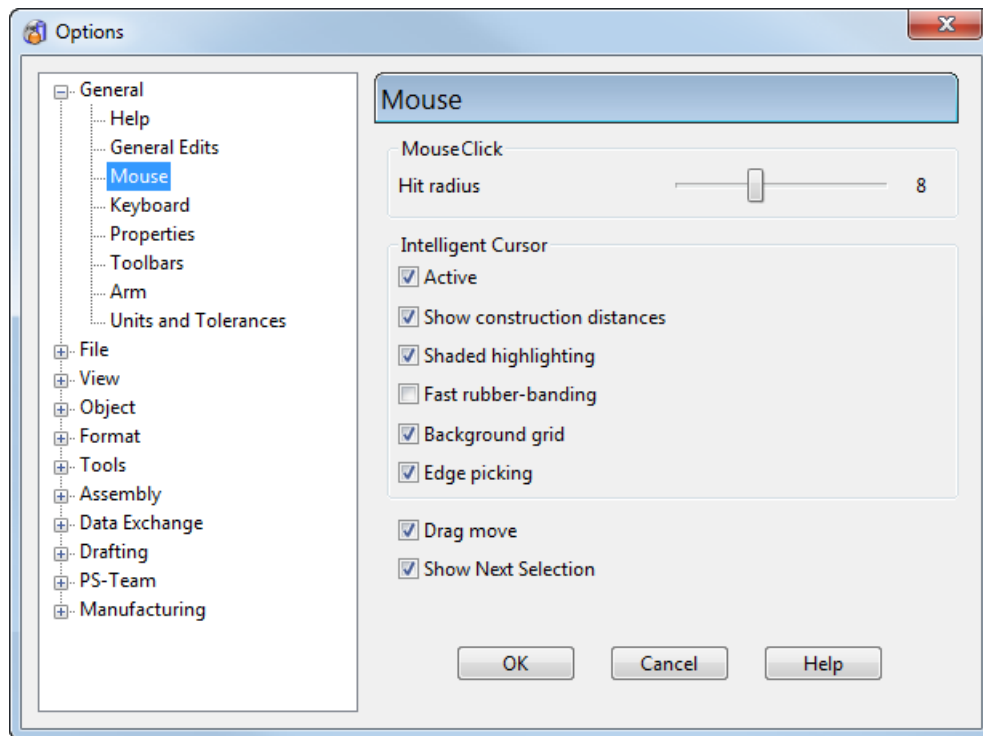 Options
General
Help
General Edits
Mouse
Keyboard
Properties
Toolbars
Arm
Units and Tolerances
File
View
Object
Format
Tools
Assembly
Data Exchange
Drafting
PS-Team
Manufacturing
Mouse
MouseClick
Hit radius 8
Intelligent Cursor
Active
Show construction distances
Shaded highlighting
Fast rubber-banding
Background grid
Edge picking
Drag move
Show Next Selection
OK Cancel Help